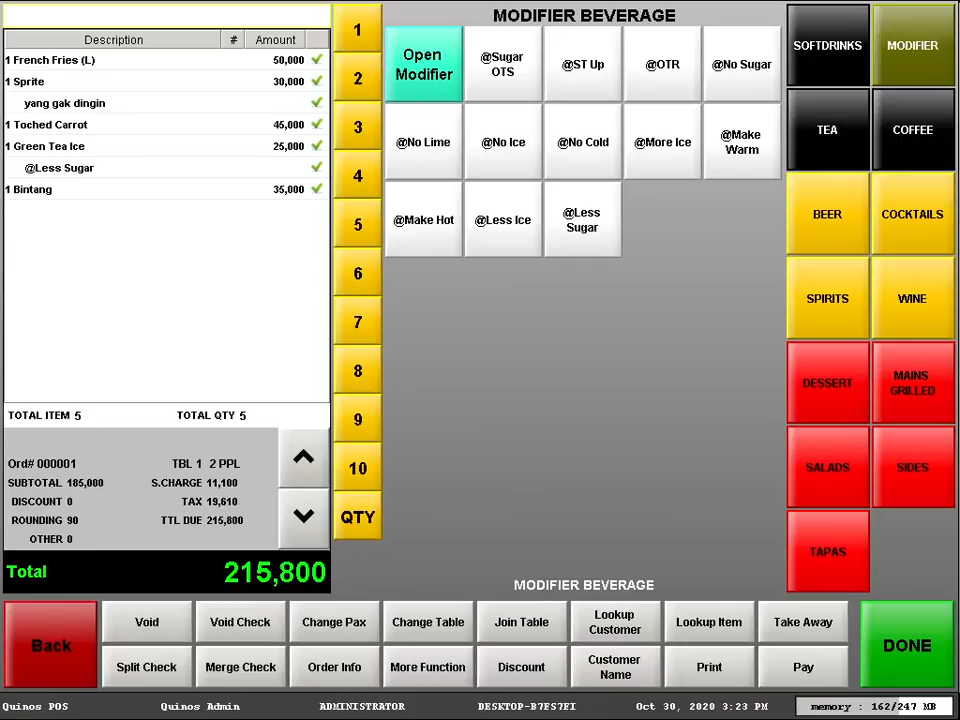 Description # Amount
1 French Fries (L) 50,000
1 Sprite 30,000
yang gak dingin
1 Toched Carrot 45,000
1 Green Tea Ice 25,000
@Less Sugar
1 Bintang 35,000
TOTAL ITEM 5 TOTAL QTY 5
Ord# 000001 TBL 1 2 PPL
SUBTOTAL 185,000 S.CHARGE 11,100
DISCOUNT 0 TAX 19,610
ROUNDING 90 TTL DUE 215,800
OTHER 0
Total 215,800
1
2
3
4
5
6
7
8
9
10
QTY
MODIFIER BEVERAGE
Open
Modifier
@Sugar
OTS
@ST Up
@OTR
@No Sugar
@No Lime
@No Ice
@No Cold
@More Ice
@Make
Warm
@Make Hot
@Less Ice
@Less
Sugar
MODIFIER BEVERAGE
SOFTDRINKS
MODIFIER
TEA
COFFEE
BEER
COCKTAILS
SPIRITS
WINE
DESSERT
MAINS
GRILLED
SALADS
SIDES
TAPAS
Back
Void
Void Check
Change Pax
Change Table
Join Table
Lookup
Customer
Lookup Item
Take Away
Split Check
Merge Check
Order Info
More Function
Discount
Customer
Name
Print
Pay
DONE
Quinos POS Quinos Admin ADMINISTRATOR DESKTOP-B7FS7EI Oct 30, 2020 3:23 PM memory : 162/247 MB